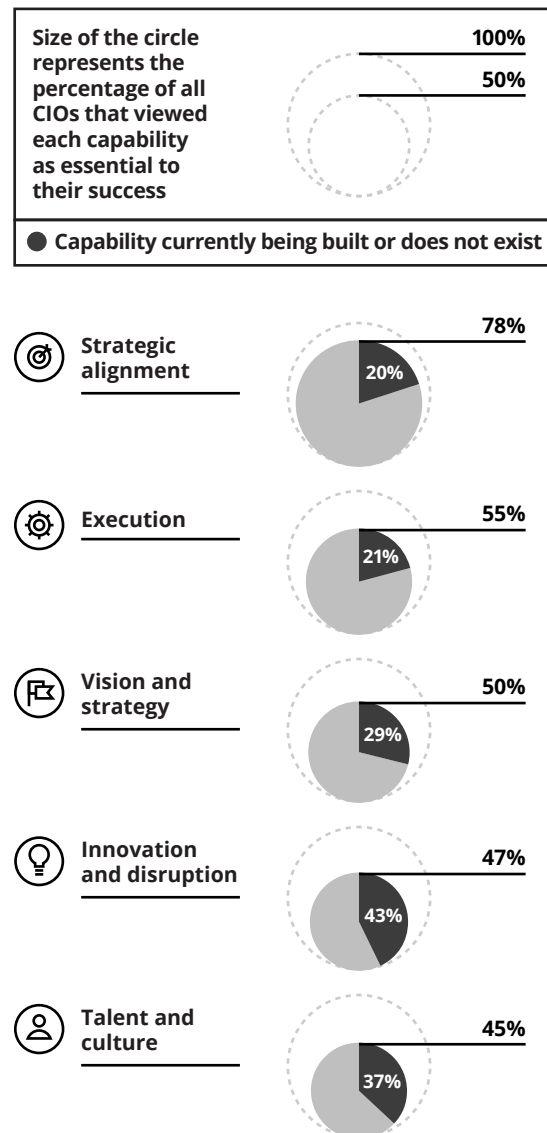 Size of the circle
represents the
percentage of all
CIOs that viewed
each capability
as essential to
their success
100%
50%
Capability currently being built or does not exist
Strategic
alignment
78%
20%
Execution
55%
21%
Vision and
strategy
50%
29%
Innovation
and disruption
47%
43%
Talent and
culture
45%
37%